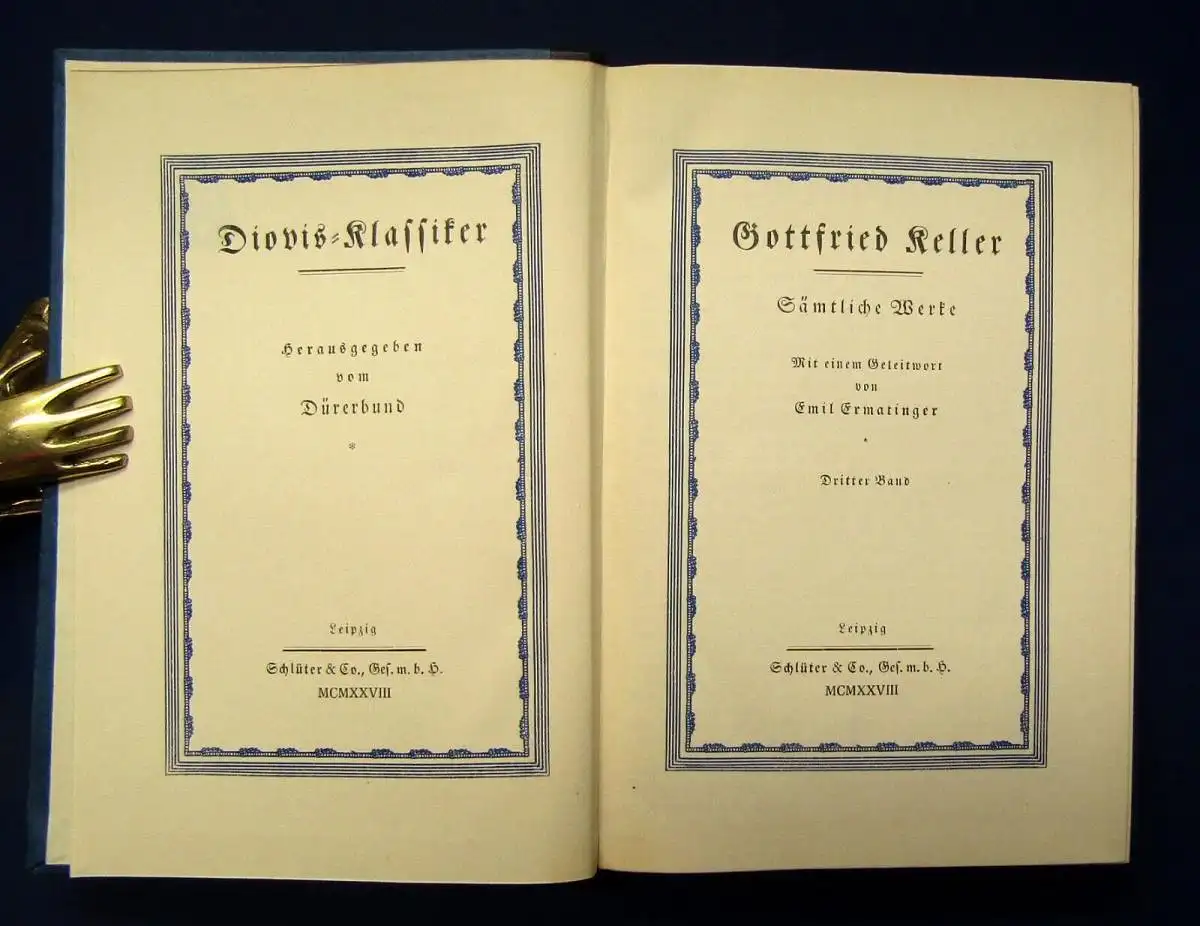 Diovis-Klassiker
Herausgegeben
vom
Dürerbund
*
Leipzig
Schlüter & Co., Ges. m. b. H.
MCMXXVIII
Gottfried Keller
Sämtliche Werke
Mit einem Geleitwort
von
Emil Ermatinger
*
Dritter Band
Leipzig
Schlüter & Co., Ges. m. b. H.
MCMXXVIII